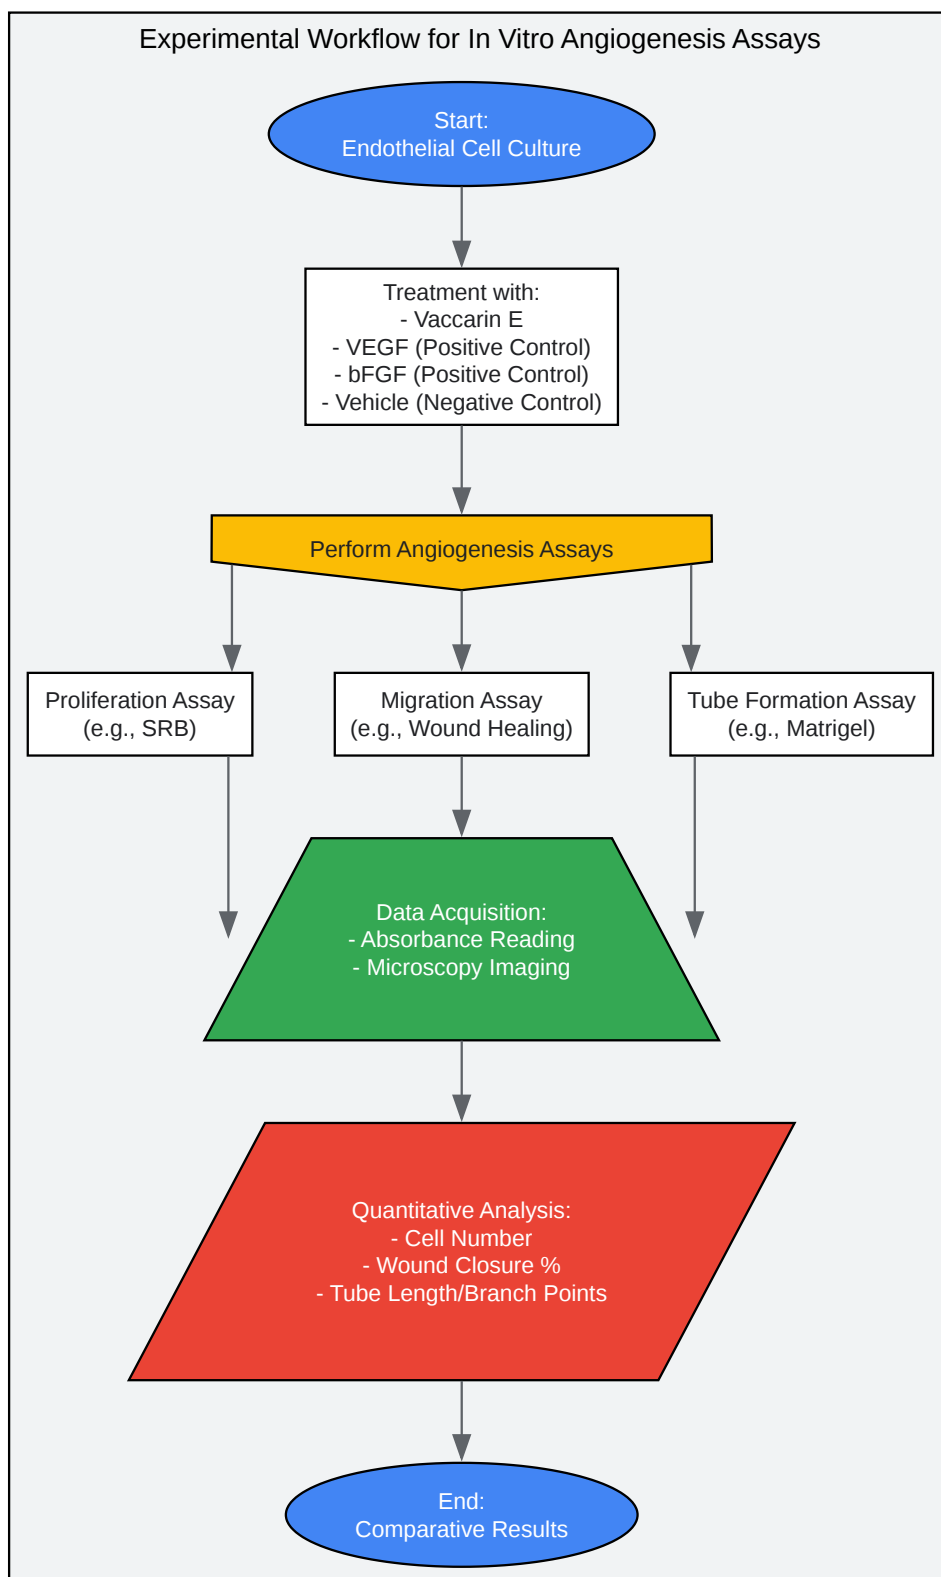 Experimental Workflow for In Vitro Angiogenesis Assays
Start:
Endothelial Cell Culture
Treatment with:
- Vaccarin E
- VEGF (Positive Control)
- bFGF (Positive Control)
- Vehicle (Negative Control)
Perform Angiogenesis Assays
Proliferation Assay
(e.g., SRB)
Migration Assay
(e.g., Wound Healing)
Tube Formation Assay
(e.g., Matrigel)
Data Acquisition:
- Absorbance Reading
- Microscopy Imaging
Quantitative Analysis:
- Cell Number
- Wound Closure %
- Tube Length/Branch Points
End:
Comparative Results